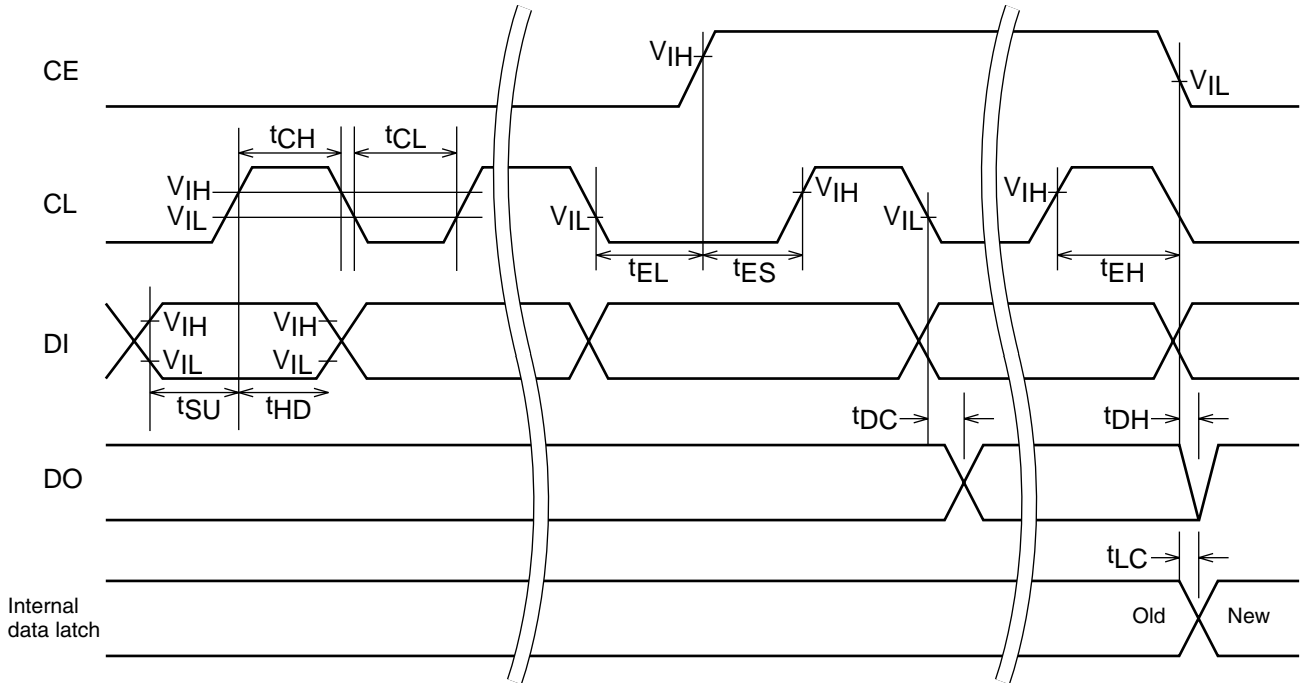 CE
VIH
VIL
tCH
tCL
CL
VIH
VIL
VIL
VIH
VIL
VIH
tEL
tES
tEH
DI
VIH
VIL
VIH
VIL
tSU
tHD
tDC
tDH
DO
tLC
Internal
data latch
Old
New